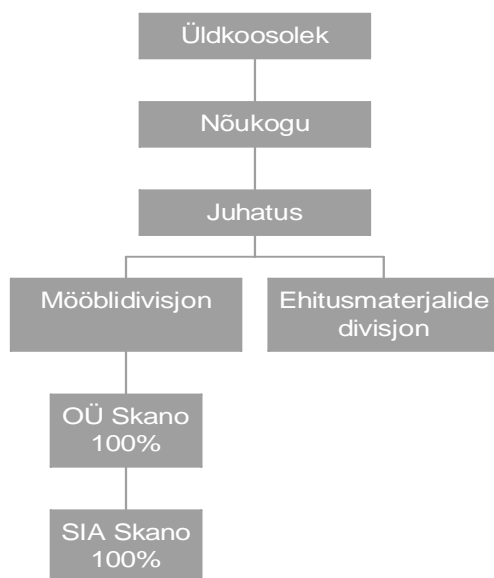 Üldkoosolek
Nõukogu
Juhatus
Mööblidivisjon
Ehitusmaterjalide
divisjon
OÜ Skano
100%
SIA Skano
100%